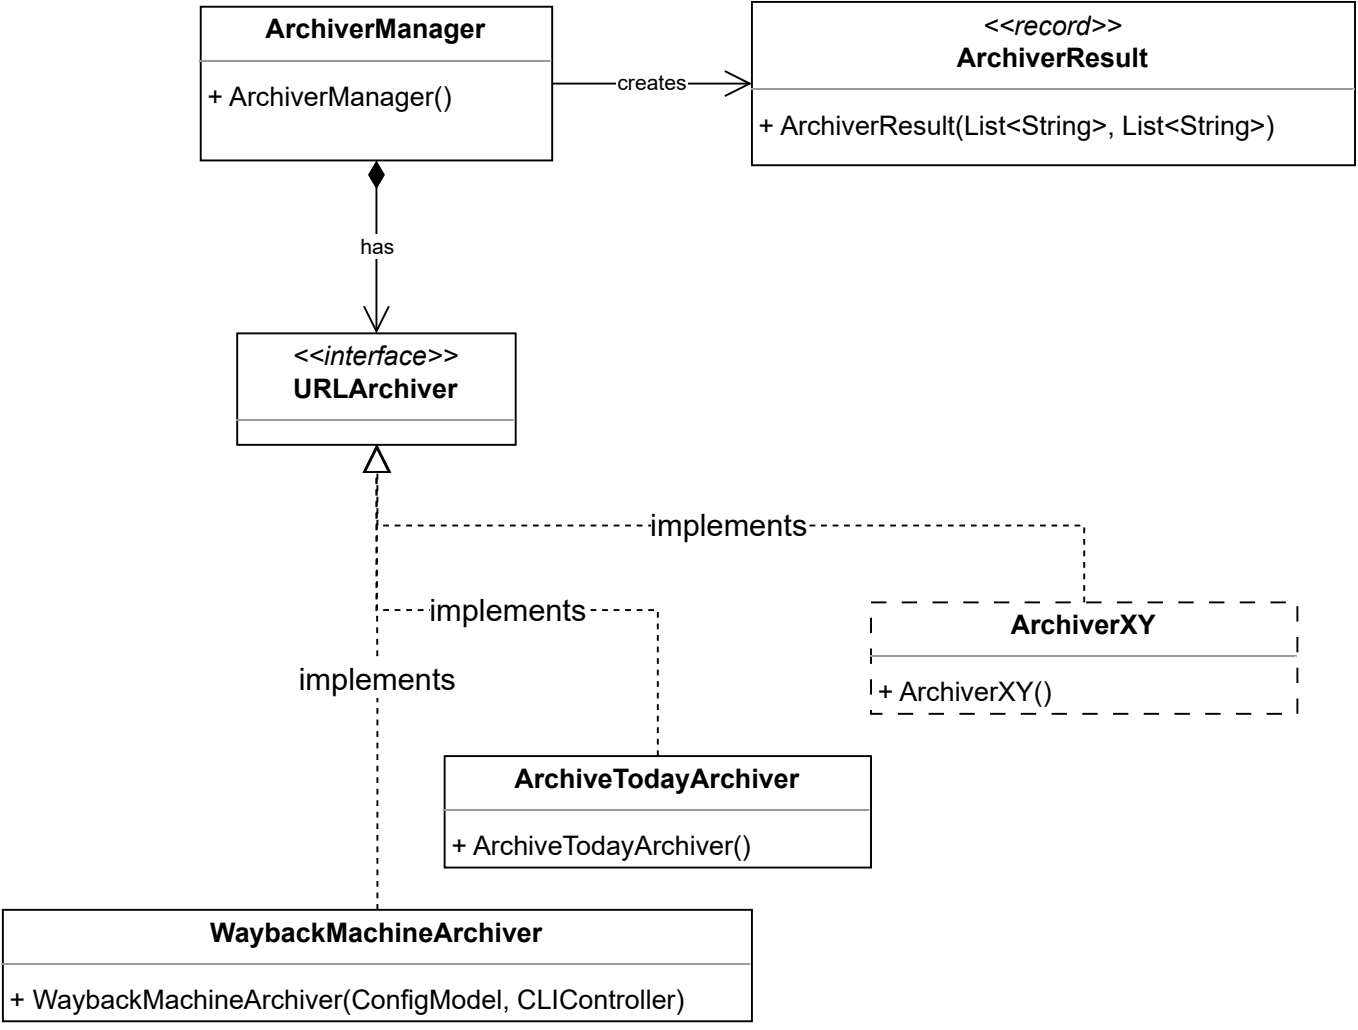 ArchiverManager
+ ArchiverManager()
creates
<<record>>
ArchiverResult
+ ArchiverResult(List<String>, List<String>)
has
<<interface>>
URLArchiver
implements
implements
implements
ArchiverXY
+ ArchiverXY()
ArchiveTodayArchiver
+ ArchiveTodayArchiver()
WaybackMachineArchiver
+ WaybackMachineArchiver(ConfigModel, CLIController)